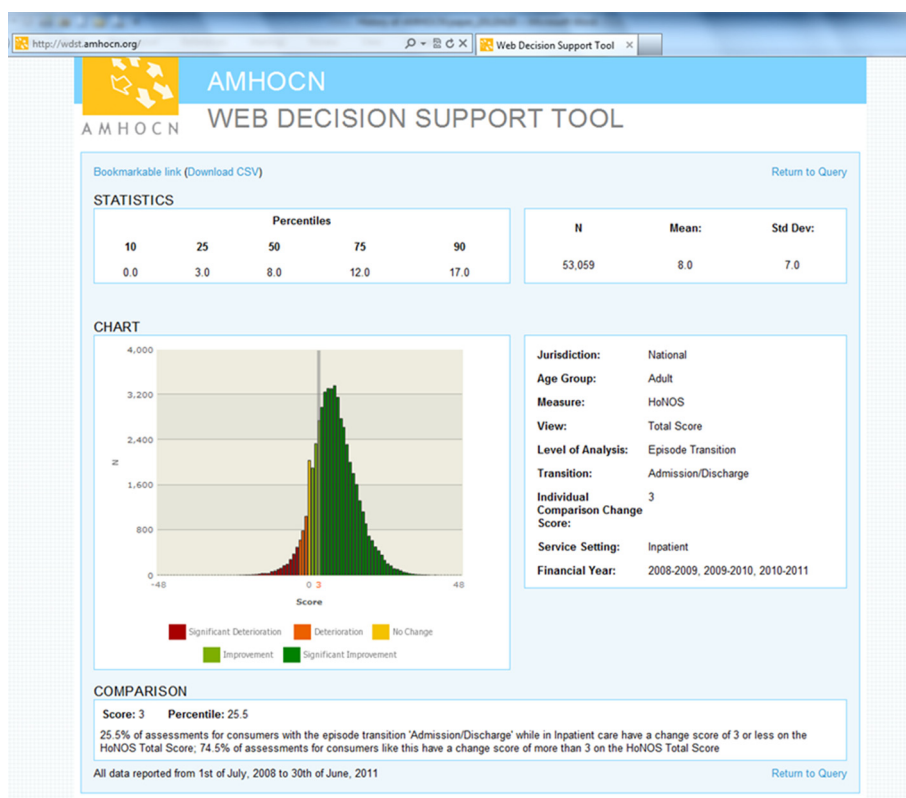 http://wdst.amhocn.org/
Web Decision Support Tool
AMHOCN
AMHOCN
WEB DECISION SUPPORT TOOL
Bookmarkable link (Download CSV)
Return to Query
STATISTICS
Percentiles
10 25 50 75 90
0.0 3.0 8.0 12.0 17.0
N Mean: Std Dev:
53,059 8.0 7.0
CHART
4,000
3,200
2,400
1,600
800
0
N
-48 0 3 48
Score
Significant Deterioration Deterioration No Change
Improvement Significant Improvement
Jurisdiction: National
Age Group: Adult
Measure: HoNOS
View: Total Score
Level of Analysis: Episode Transition
Transition: Admission/Discharge
Individual 3
Comparison Change
Score:
Service Setting: Inpatient
Financial Year: 2008-2009, 2009-2010, 2010-2011
COMPARISON
Score: 3 Percentile: 25.5
25.5% of assessments for consumers with the episode transition 'Admission/Discharge' while in Inpatient care have a change score of 3 or less on the
HoNOS Total Score; 74.5% of assessments for consumers like this have a change score of more than 3 on the HoNOS Total Score
All data reported from 1st of July, 2008 to 30th of June, 2011
Return to Query